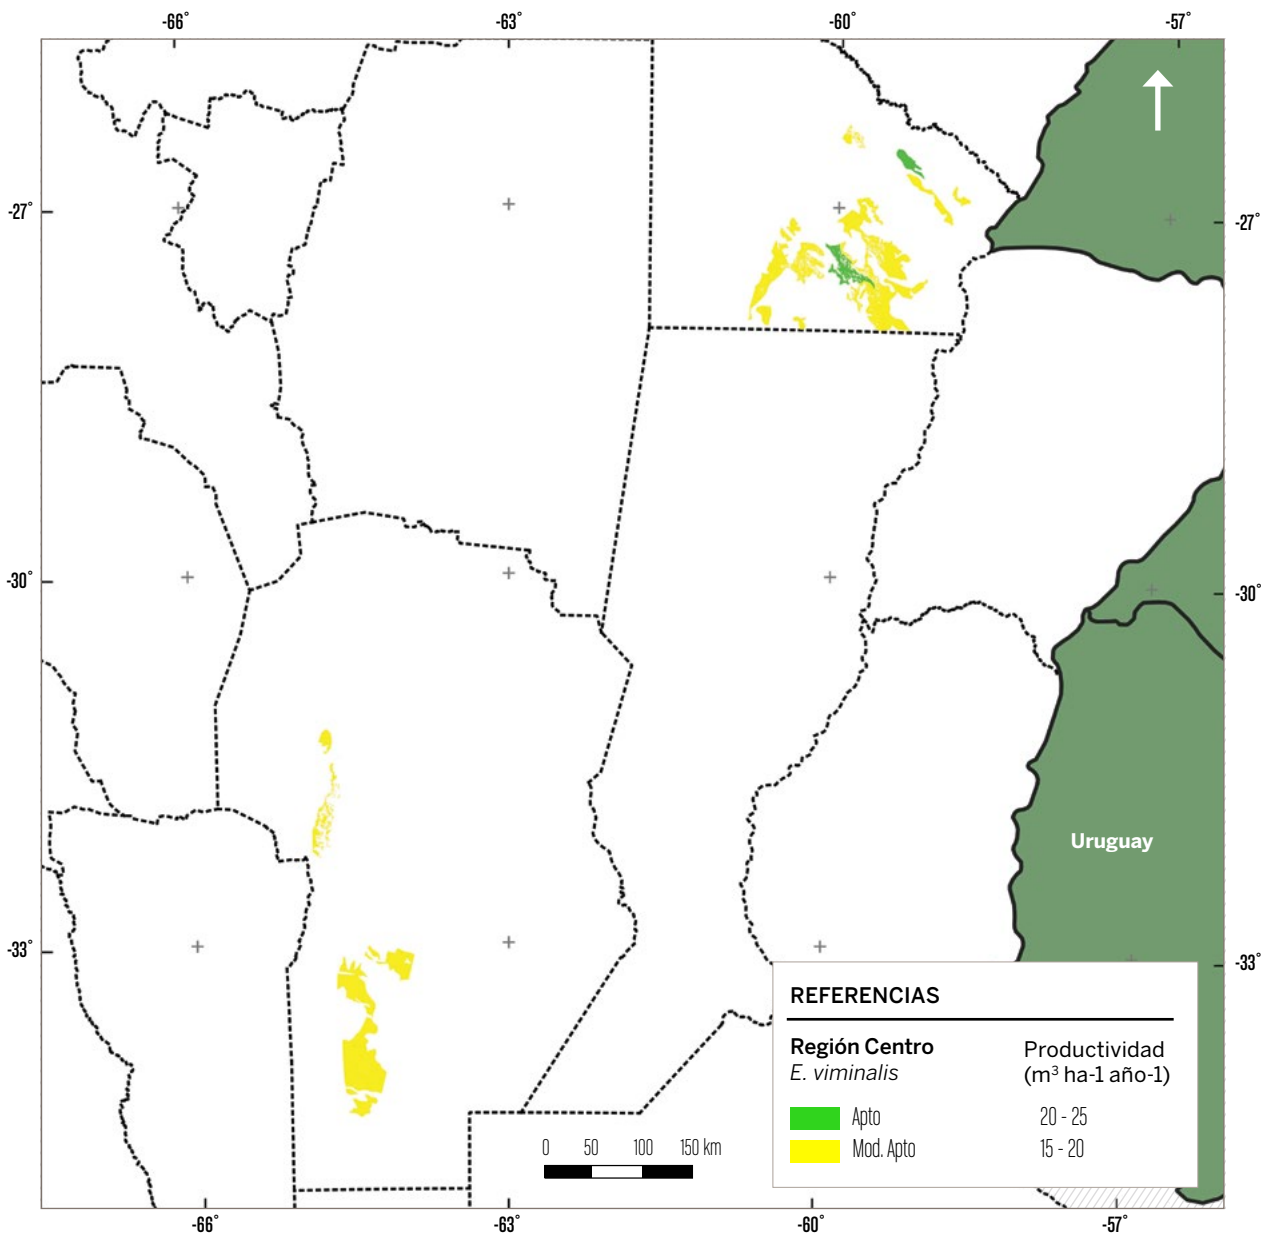 -66° -63° -60° -57°
-27° -27°
-30° -30°
Uruguay
-33° -33°
REFERENCIAS
Región Centro Productividad
E. viminalis (m³ ha-1 año-1)
Apto 20 - 25
Mod. Apto 15 - 20
0 50 100 150 km
-66° -63° -60° -57°